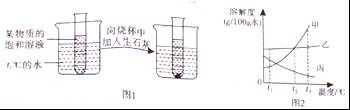 某物质的
饱和溶液
t₁℃的水
向烧杯中
加入生石灰
图1
溶解度
(g/100g水)
甲
乙
丙
t₁ t₂ t₃ 温度/℃
图2